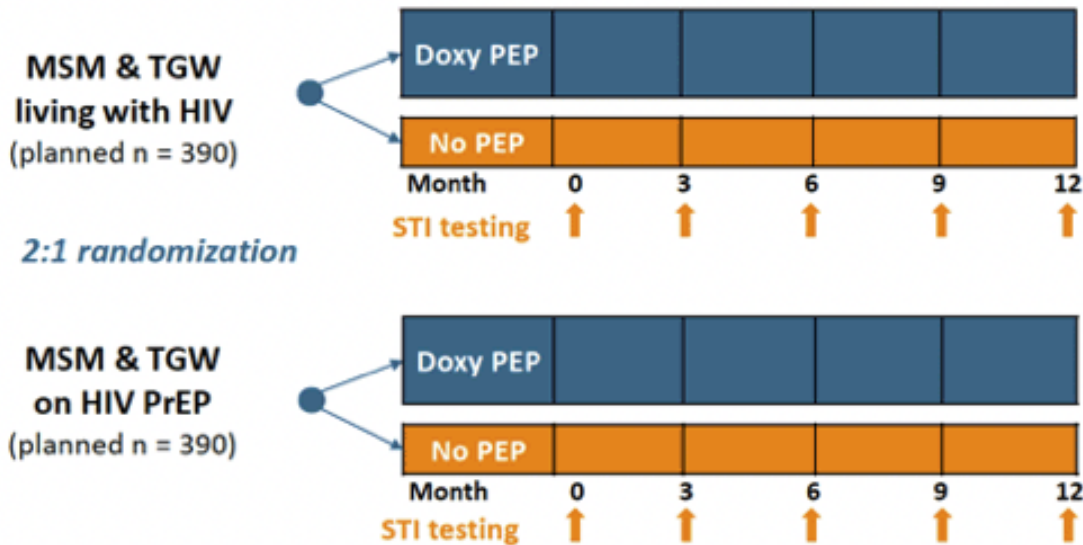 MSM & TGW
living with HIV
(planned n = 390)
Doxy PEP
No PEP
Month 0 3 6 9 12
STI testing
2:1 randomization
MSM & TGW
on HIV PrEP
(planned n = 390)
Doxy PEP
No PEP
Month 0 3 6 9 12
STI testing